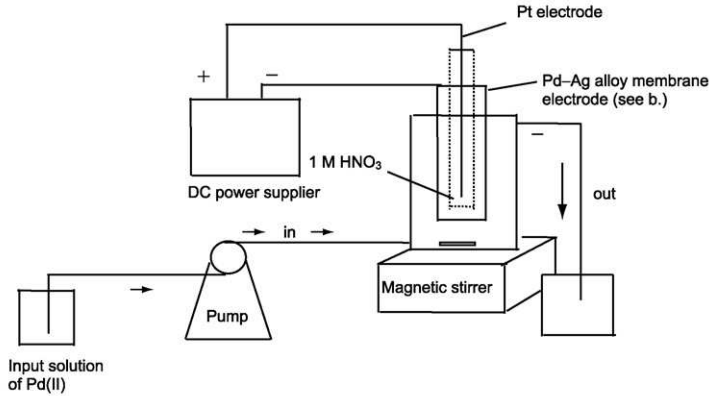 Pt electrode
+
−
Pd–Ag alloy membrane
electrode (see b.)
−
1 M HNO₃
DC power supplier
out
in
Magnetic stirrer
Pump
Input solution
of Pd(II)